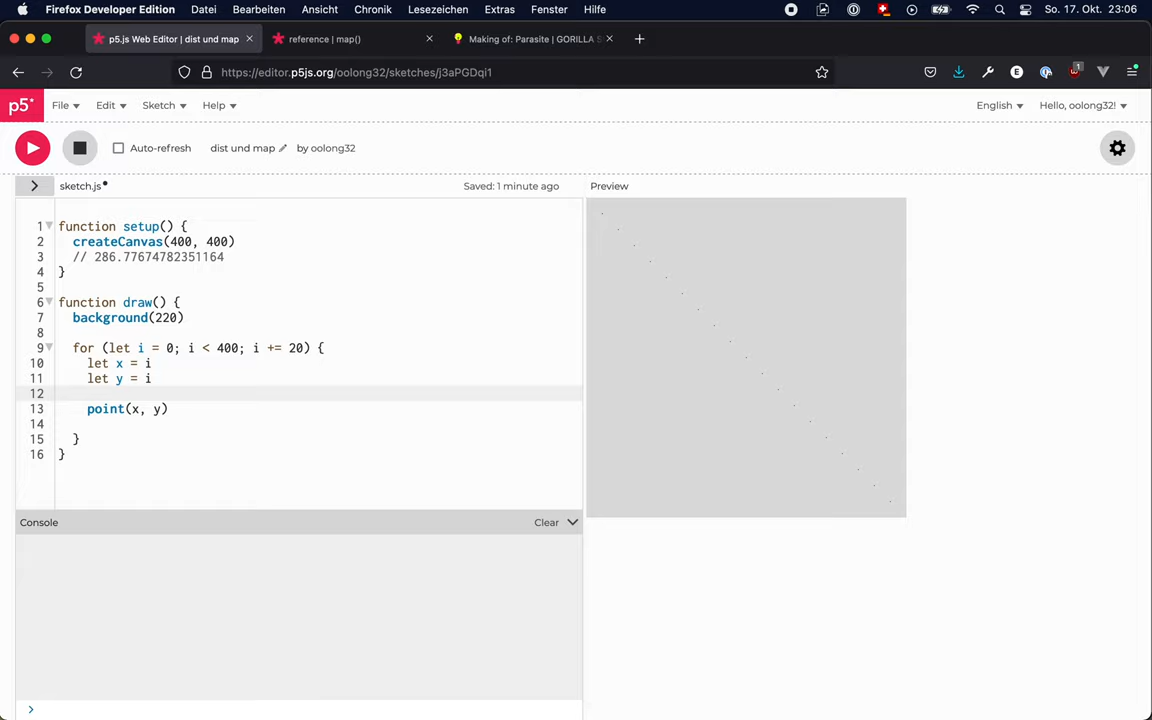 Firefox Developer Edition Datei Bearbeiten Ansicht Chronik Lesezeichen Extras Fenster Hilfe So. 17. Okt. 23:06
p5.js Web Editor | dist und map reference | map() Making of: Parasite | GORILLA S
https://editor.p5js.org/oolong32/sketches/j3aPGDqi1 E 1
p5* File Edit Sketch Help English Hello, oolong32!
Auto-refresh dist und map by oolong32
sketch.js Saved: 1 minute ago Preview
1 function setup() {
2 createCanvas(400, 400)
3 // 286.77674782351164
4 }
5
6 function draw() {
7 background(220)
8
9 for (let i = 0; i < 400; i += 20) {
10 let x = i
11 let y = i
12
13 point(x, y)
14
15 }
16 }
Console Clear
>